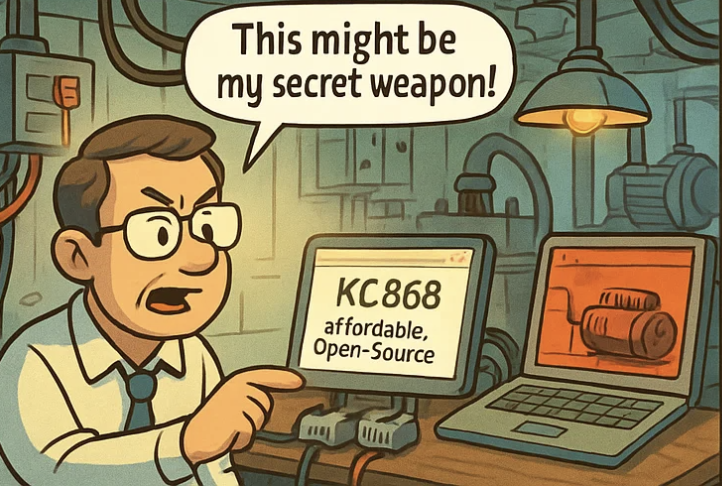 This might be
my secret weapon!
KC868
affordable,
Open-Source